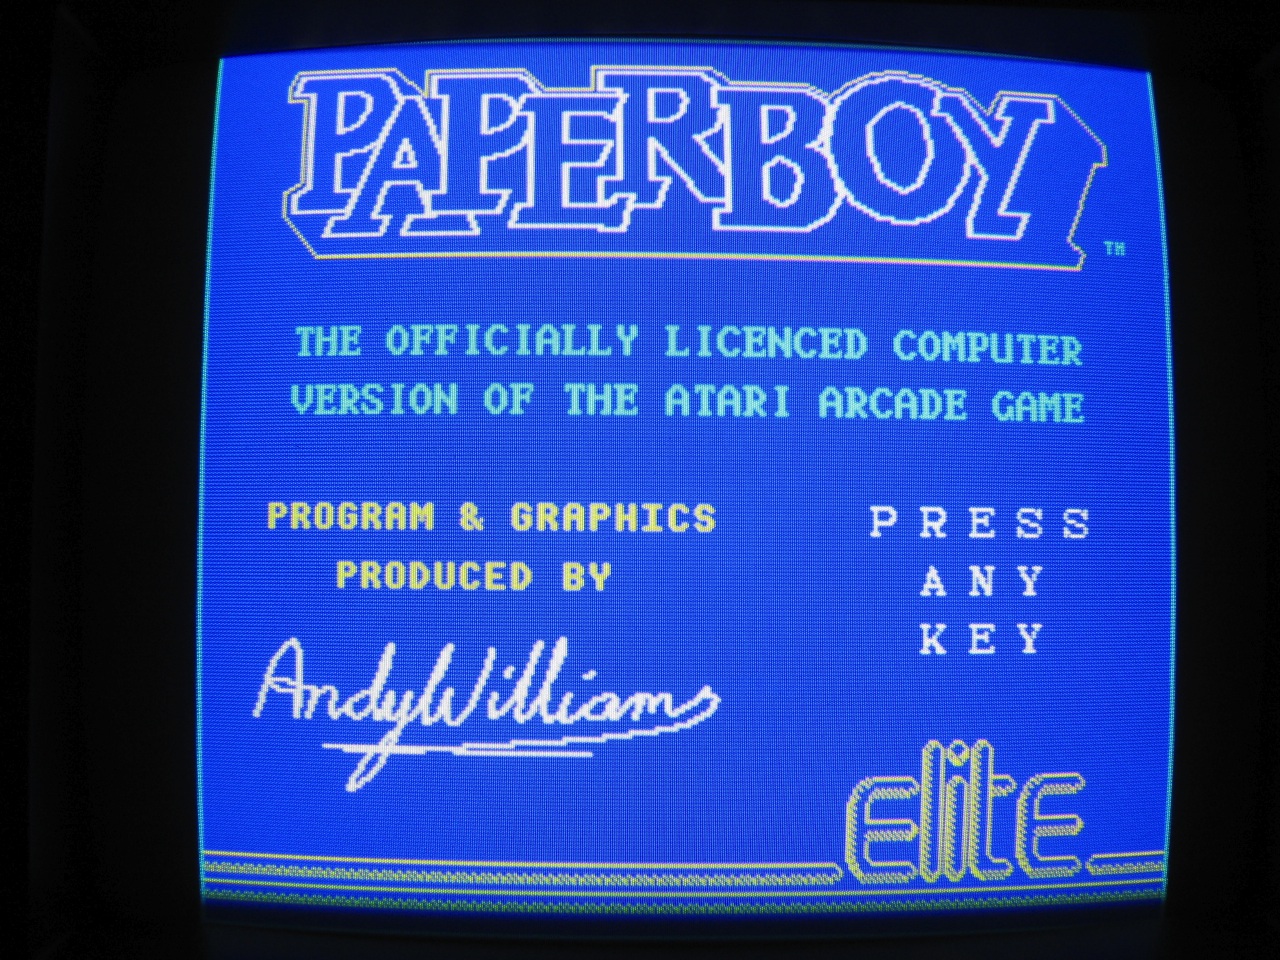 PAPERBOY TM
THE OFFICIALLY LICENCED COMPUTER
VERSION OF THE ATARI ARCADE GAME
PROGRAM & GRAPHICS
PRODUCED BY
Andy Williams
PRESS
ANY
KEY
elite